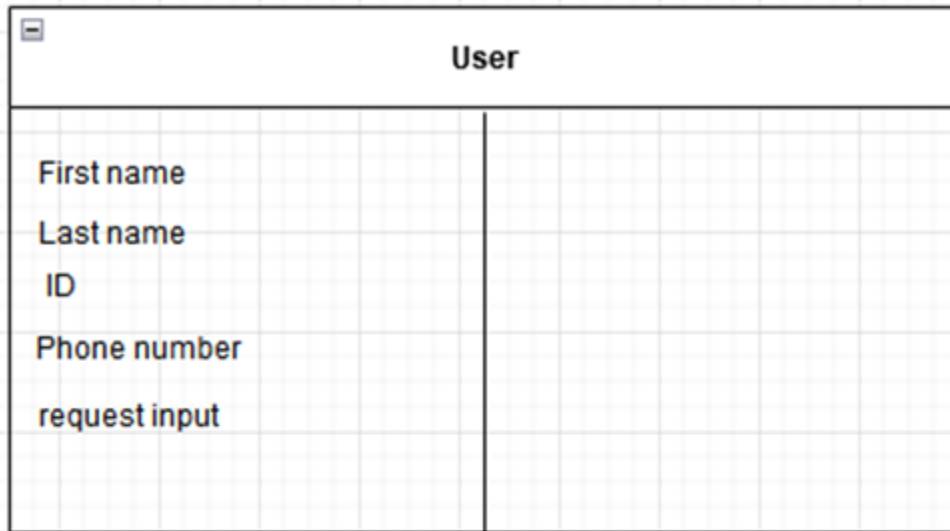 User
First name
Last name
ID
Phone number
request input